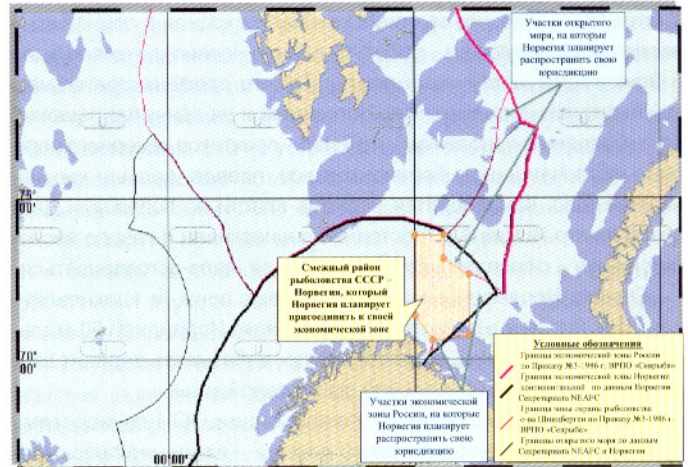 Участки открытого
моря, на которые
Норвегия планирует
распространить свою
юрисдикцию
75°
00'
Смежный район
рыболовства СССР –
Норвегия, который
Норвегия планирует
присоединить к своей
экономической зоне
70°
00'
Участки экономической
зоны России, на которые
Норвегия планирует
распространить свою
юрисдикцию
00°00'
Условные обозначения
Граница экономической зоны России
по Приказу №3-1986 г. ВРПО «Севрыба»
Граница экономической зоны Норвегии
континентальной по данным Норвегии
Секретариата NEAFC
Граница зоны охраны рыболовства
о-ва Шпицберген по Приказу №3-1986 г.
ВРПО «Севрыба»
Границы открытого моря по данным
Секретариата NEAFC и Норвегии